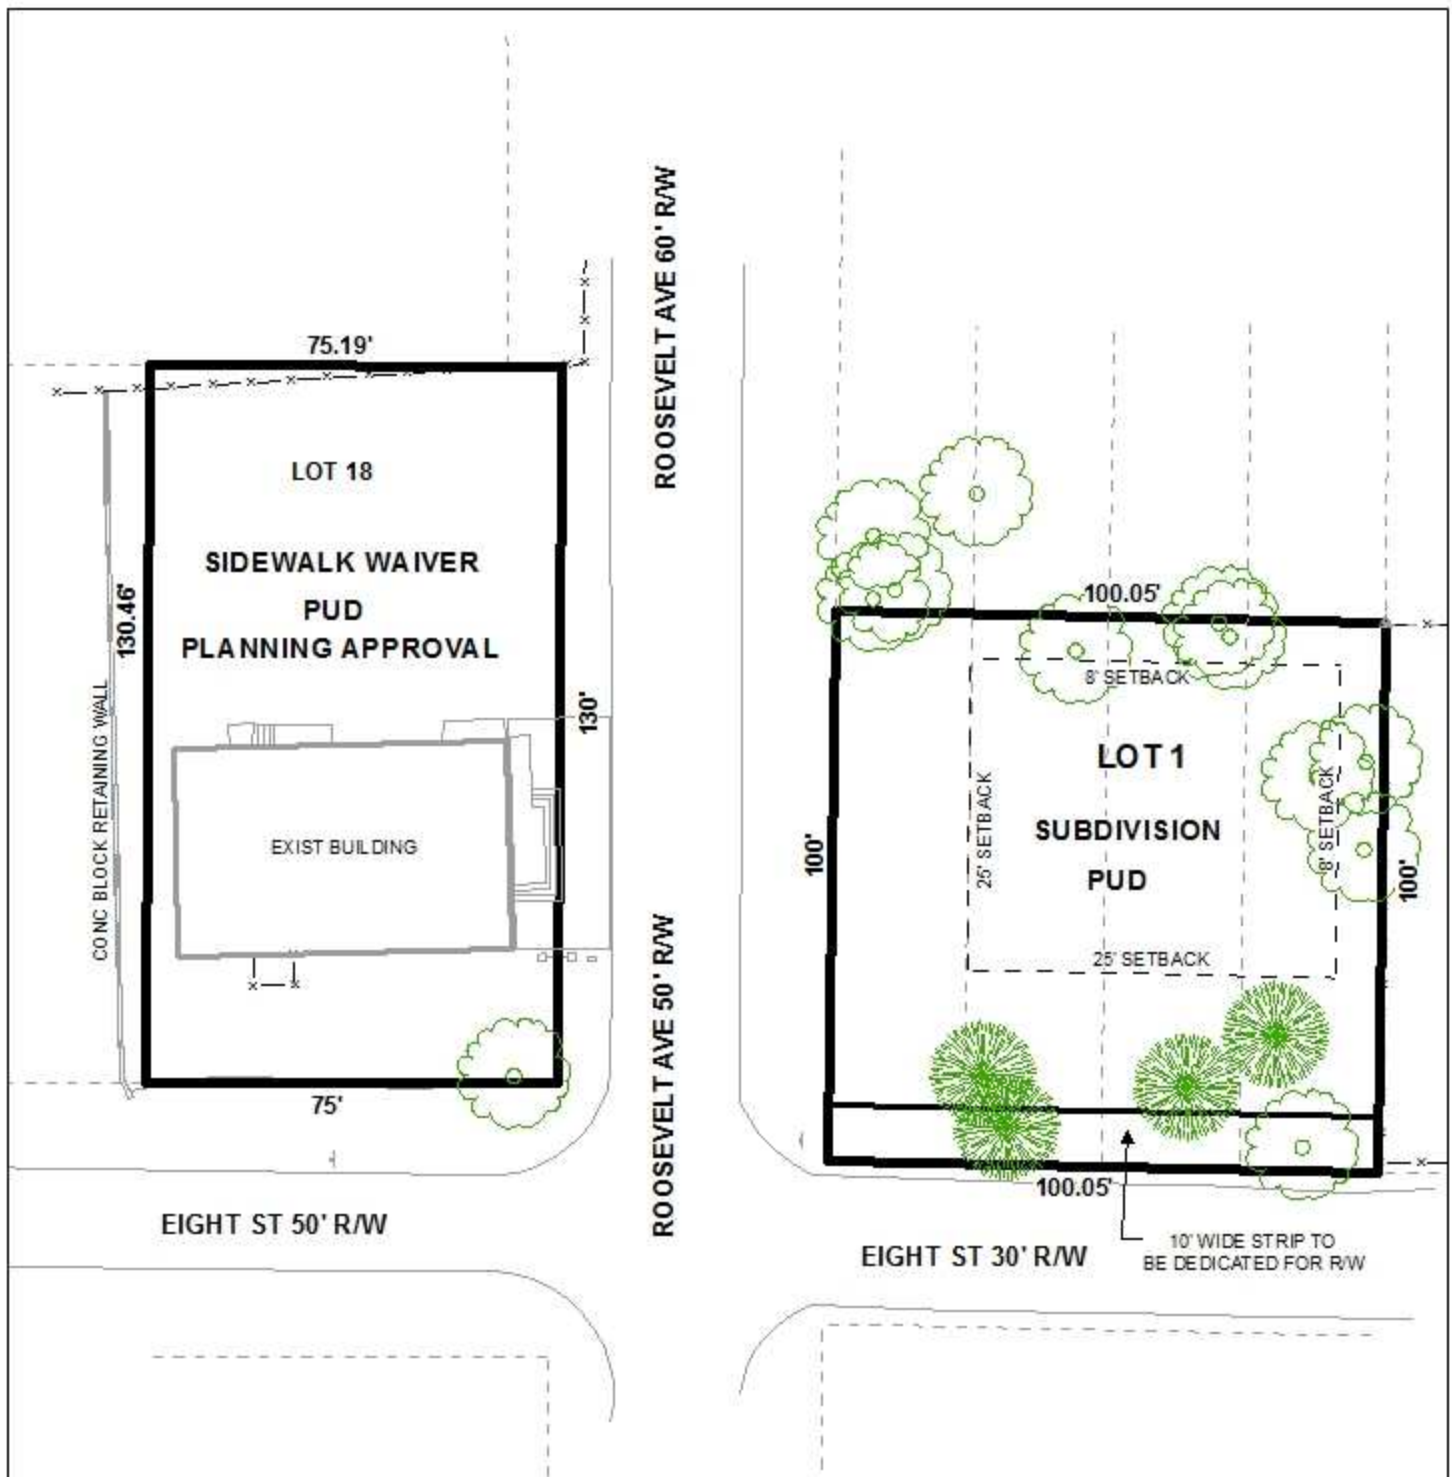 ROOSEVELT AVE 60' R/W
75.19'
LOT 18
SIDEWALK WAIVER
PUD
PLANNING APPROVAL
130.46'
130'
CONC BLOCK RETAINING WALL
EXIST BUILDING
75'
EIGHT ST 50' R/W
ROOSEVELT AVE 50' R/W
100.05'
8' SETBACK
LOT 1
SUBDIVISION
PUD
25' SETBACK
8' SETBACK
100'
100'
25' SETBACK
100.05'
EIGHT ST 30' R/W
10' WIDE STRIP TO
BE DEDICATED FOR R/W